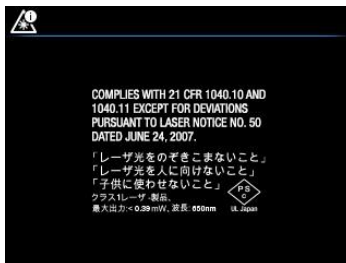 COMPLIES WITH 21 CFR 1040.10 AND
1040.11 EXCEPT FOR DEVIATIONS
PURSUANT TO LASER NOTICE NO. 50
DATED JUNE 24, 2007.
「レーザ光をのぞきこまないこと」
「レーザ光を人に向けないこと」
「子供に使わせないこと」
クラス1レーザ-製品、
最大出力:< 0.39 mW, 波長: 650nm
PS
C
UL Japan